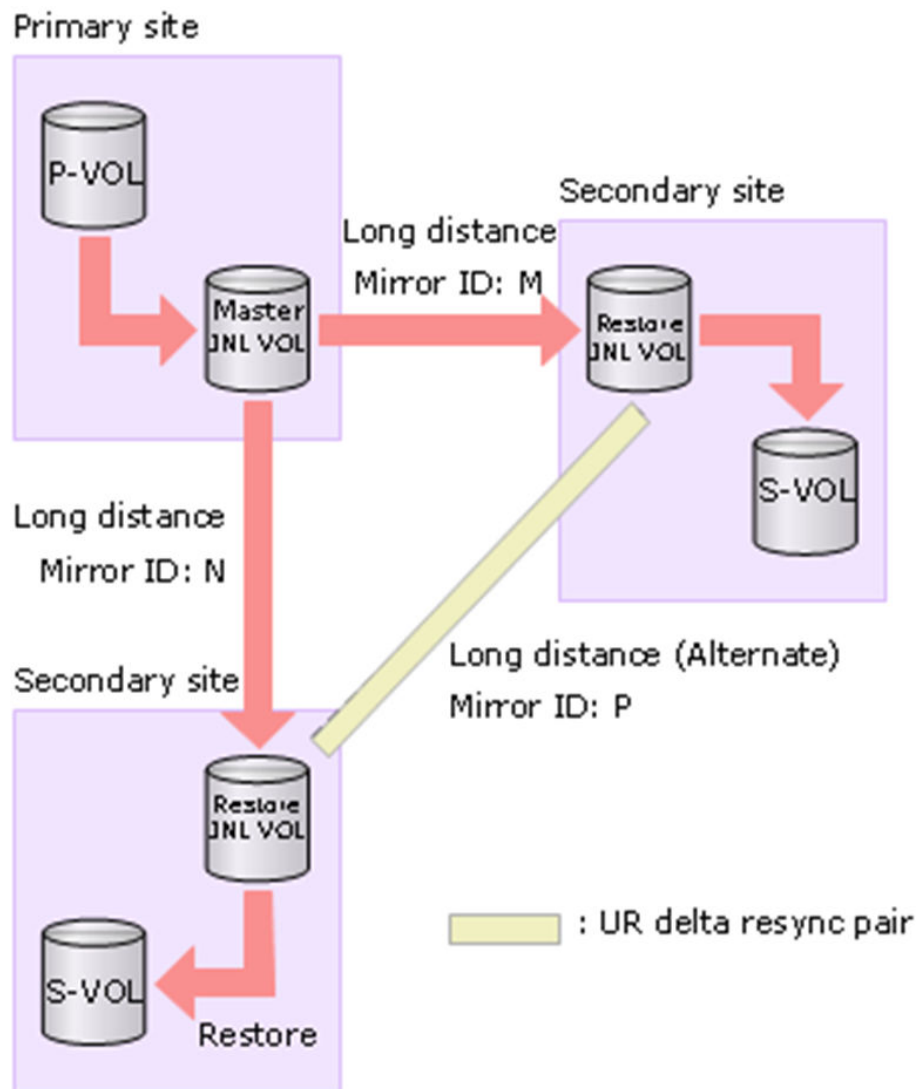 Primary site
P-VOL
Master
JNL VOL
Long distance
Mirror ID: M
Secondary site
Restore
JNL VOL
S-VOL
Long distance
Mirror ID: N
Long distance (Alternate)
Mirror ID: P
Secondary site
Restore
JNL VOL
S-VOL
Restore
: UR delta resync pair